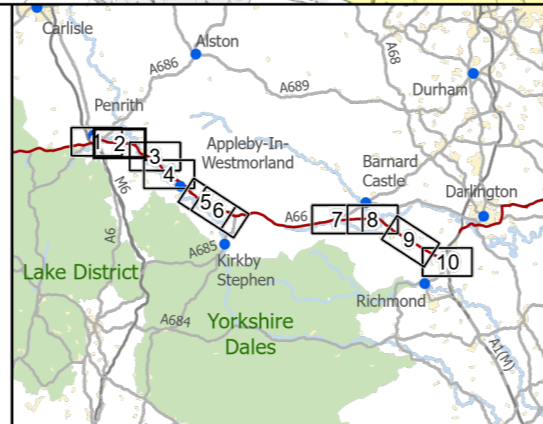 Carlisle
Alston
A68
A686
A689
Durham
Penrith
Appleby-In-
Westmorland
Barnard
Castle
Darlington
1
2
3
4
5
6
7
8
9
10
M6
A6
A66
A685
Kirkby
Stephen
Lake District
Richmond
A684
Yorkshire
Dales
A1(M)